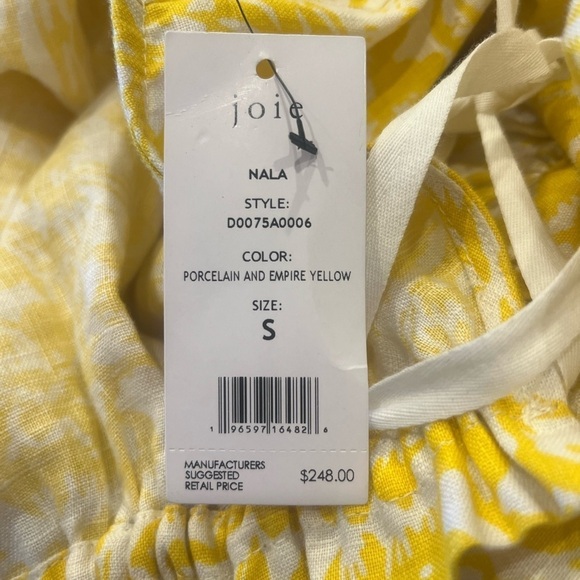 joie
NALA
STYLE:
D0075A0006
COLOR:
PORCELAIN AND EMPIRE YELLOW
SIZE:
S
1 96597 16482 6
MANUFACTURERS
SUGGESTED
RETAIL PRICE
$248.00